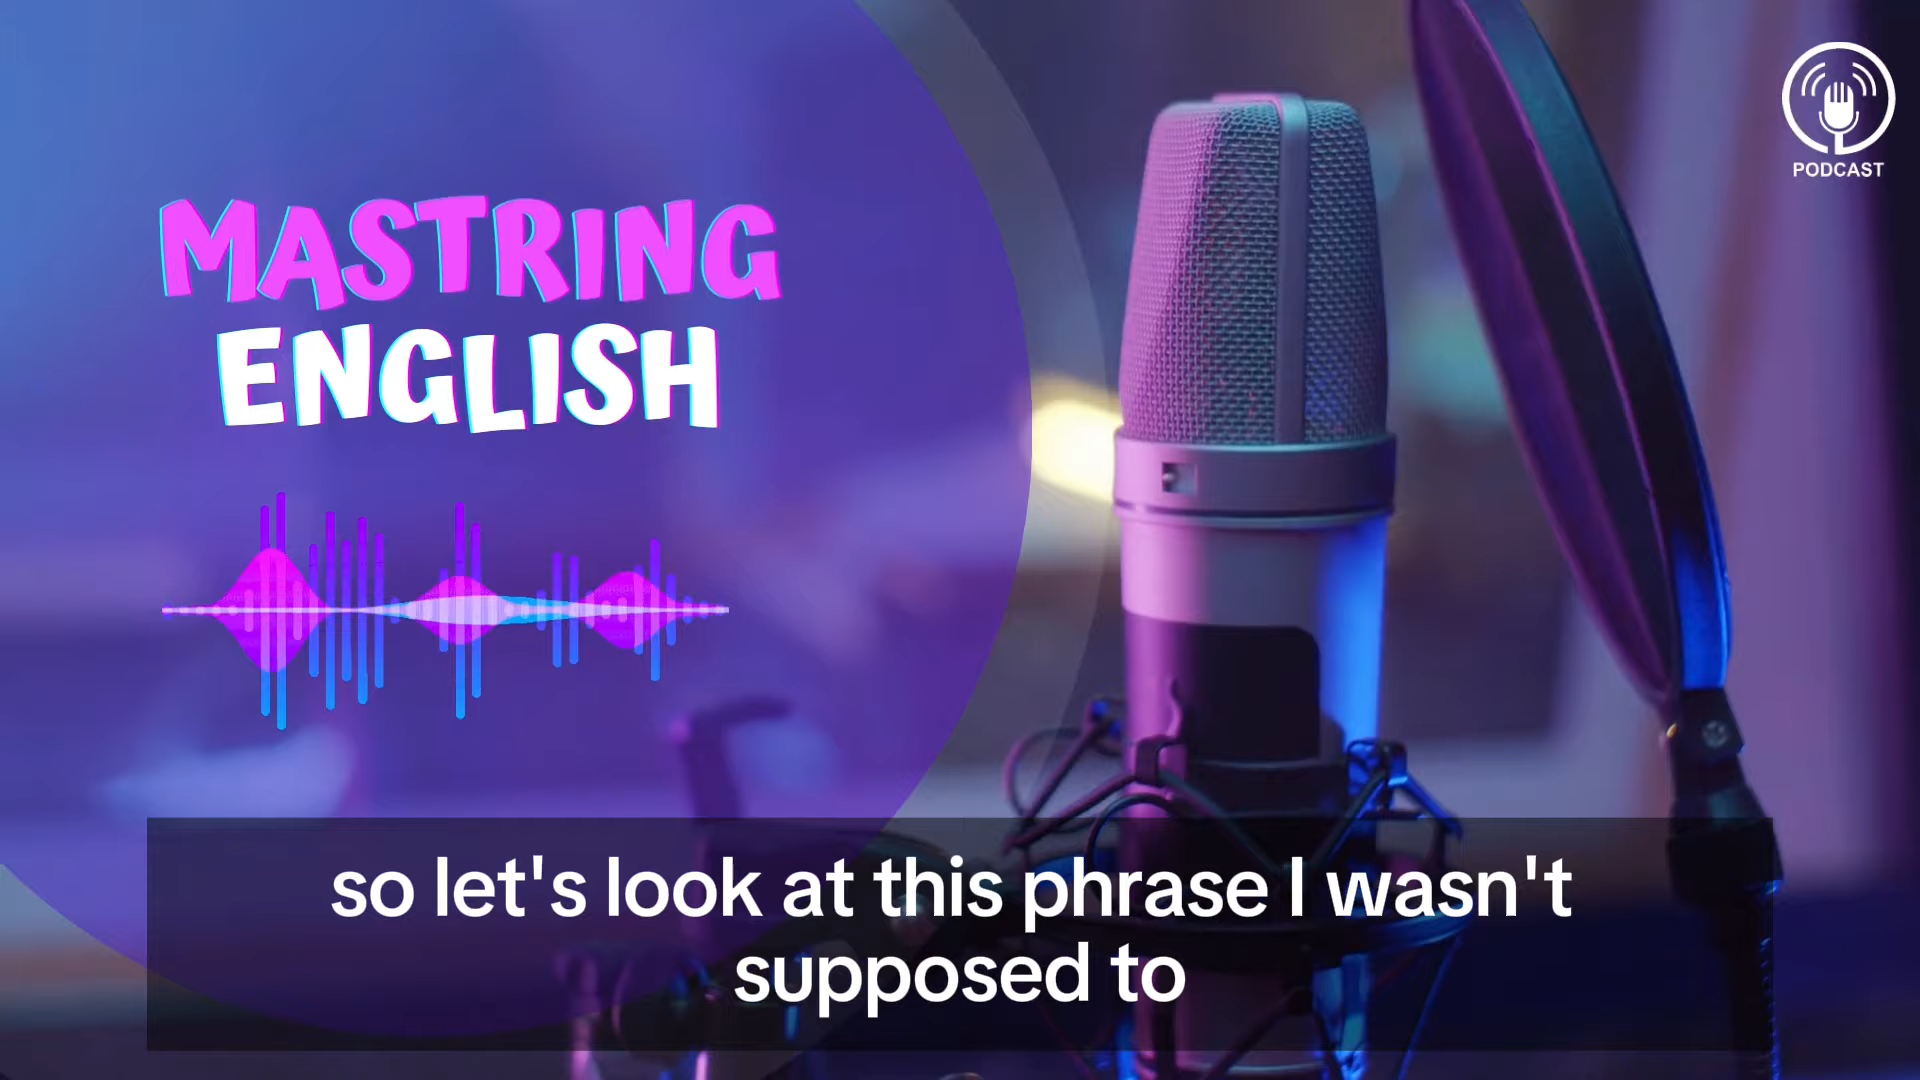 PODCAST
MASTRING
ENGLISH
so let's look at this phrase I wasn't
supposed to